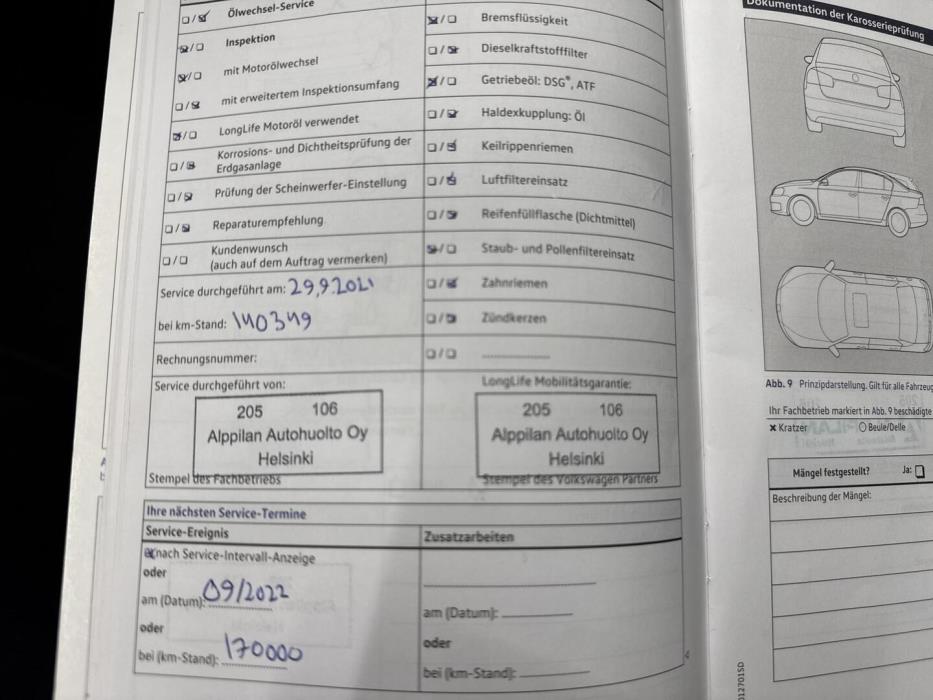 Ölwechsel-Service
Inspektion
mit Motorölwechsel
mit erweitertem Inspektionsumfang
LongLife Motoröl verwendet
Korrosions- und Dichtheitsprüfung der
Erdgasanlage
Prüfung der Scheinwerfer-Einstellung
Reparaturempfehlung
Kundenwunsch
(auch auf dem Auftrag vermerken)
Service durchgeführt am: 29.9.2021
bei km-Stand: 140349
Rechnungsnummer:
Service durchgeführt von:
205 106
Alppilan Autohuolto Oy
Helsinki
Stempel des Fachbetriebs
Bremsflüssigkeit
Dieselkraftstofffilter
Getriebeöl: DSG®, ATF
Haldexkupplung: Öl
Keilrippenriemen
Luftfiltereinsatz
Reifenfüllflasche (Dichtmittel)
Staub- und Pollenfiltereinsatz
Zahnriemen
Zündkerzen
LongLife Mobilitätsgarantie:
205 106
Alppilan Autohuolto Oy
Helsinki
Stempel des Volkswagen Partners
Ihre nächsten Service-Termine
Service-Ereignis
nach Service-Intervall-Anzeige
oder
am (Datum): 09/2022
oder
bei (km-Stand): 170000
Zusatzarbeiten
am (Datum):
oder
bei (km-Stand):
4
Dokumentation der Karosserieprüfung
Abb. 9 Prinzipdarstellung. Gilt für alle Fahrzeug
Ihr Fachbetrieb markiert in Abb. 9 beschädigte
x Kratzer O Beule/Delle
Mängel festgestellt? Ja:
Beschreibung der Mängel: